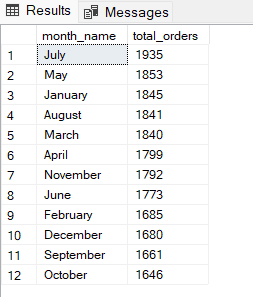 Results Messages
month_name total_orders
1 July 1935
2 May 1853
3 January 1845
4 August 1841
5 March 1840
6 April 1799
7 November 1792
8 June 1773
9 February 1685
10 December 1680
11 September 1661
12 October 1646